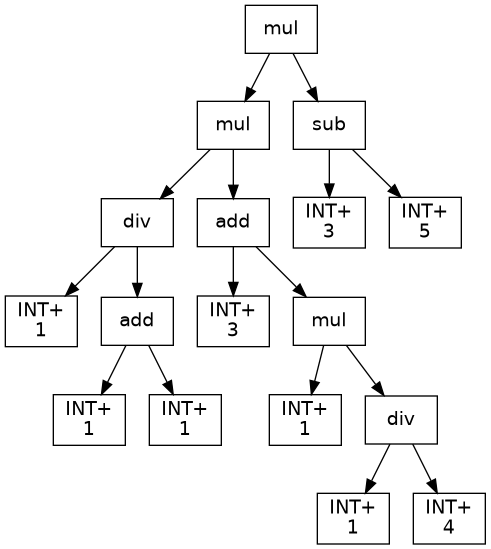 mul
mul
sub
div
add
INT+
3
INT+
5
INT+
1
add
INT+
3
mul
INT+
1
INT+
1
INT+
1
div
INT+
1
INT+
4